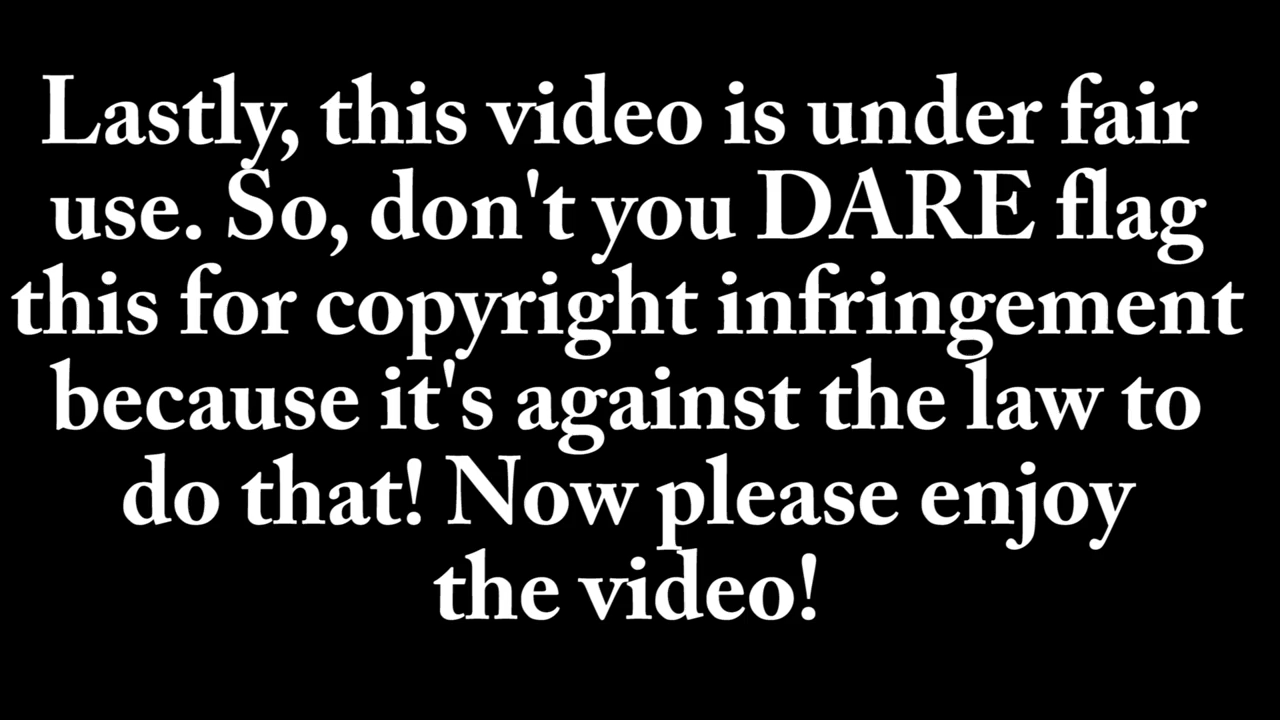 Lastly, this video is under fair
use. So, don't you DARE flag
this for copyright infringement
because it's against the law to
do that! Now please enjoy
the video!